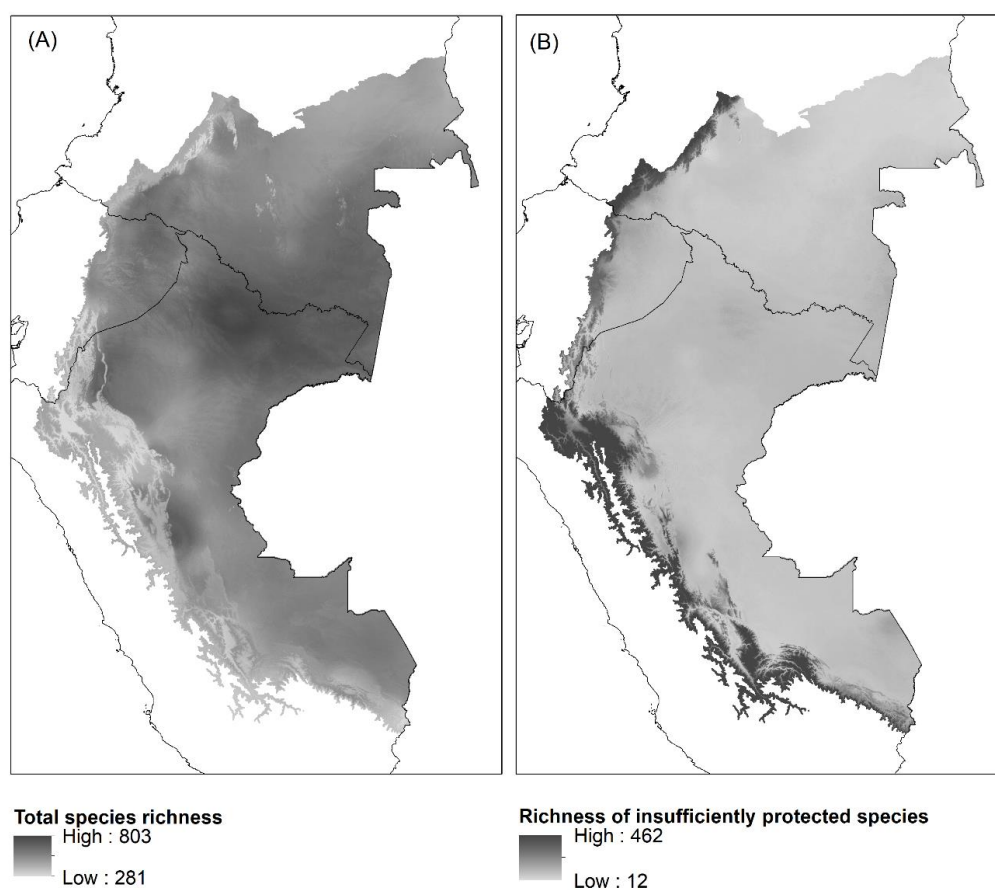 (A)
(B)
Total species richness
High : 803
Low : 281
Richness of insufficiently protected species
High : 462
Low : 12